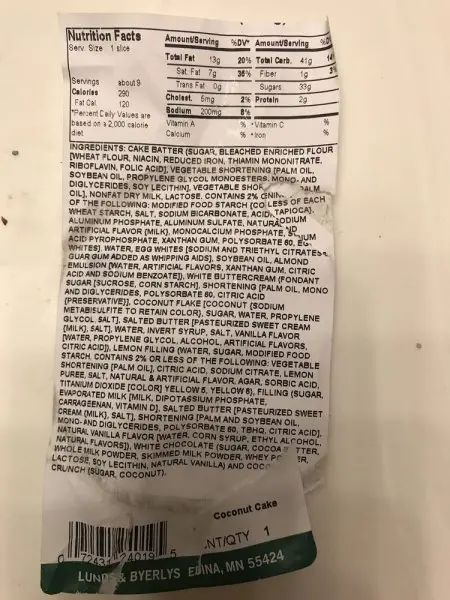 Nutrition Facts
Serv. Size 1 slice
Servings about 9
Calories 290
Fat Cal. 120
*Percent Daily Values are
based on a 2,000 calorie
diet.
Amount/Serving %DV* Amount/Serving
Total Fat 13g 20% Total Carb. 41g
Sat. Fat 7g 36% Fiber 1g
Trans Fat 0g Sugars 33g
Cholest. 5mg 2% Protein 2g
Sodium 200mg 8%
Vitamin A % * Vitamin C %
Calcium % * Iron %
INGREDIENTS: CAKE BATTER (SUGAR, BLEACHED ENRICHED FLOUR
[WHEAT FLOUR, NIACIN, REDUCED IRON, THIAMIN MONONITRATE,
RIBOFLAVIN, FOLIC ACID], VEGETABLE SHORTENING [PALM OIL,
SOYBEAN OIL, PROPYLENE GLYCOL MONOESTERS, MONO- AND
DIGLYCERIDES, SOY LECITHIN], VEGETABLE
OIL], NONFAT DRY MILK, LACTOSE, CONTAINS 2% LESS OF EACH
OF THE FOLLOWING: MODIFIED FOOD STARCH TAPIOCA),
WHEAT STARCH, SALT, SODIUM BICARBONATE,
ALUMINUM PHOSPHATE, ALUMINUM SULFATE,
ARTIFICIAL FLAVOR [MILK], MONOCALCIUM PHOSPHATE,
ACID PYROPHOSPHATE, XANTHAN GUM, POLYSORBATE 60,
WHITES), WATER, EGG WHITES [SODIUM AND TRIETHYL
GUAR GUM ADDED AS WHIPPING AIDS], SOYBEAN OIL, ALMOND
EMULSION [WATER, ARTIFICIAL FLAVORS, XANTHAN GUM, CITRIC
ACID AND SODIUM BENZOATE]), WHITE BUTTERCREAM (FONDANT
SUGAR [SUCROSE, CORN STARCH], SHORTENING [PALM OIL, MONO
AND DIGLYCERIDES, POLYSORBATE 60, CITRIC ACID
(PRESERVATIVE)], COCONUT FLAKE [COCONUT (SODIUM
METABISULFITE TO RETAIN COLOR), SUGAR, WATER, PROPYLENE
GLYCOL, SALT], SALTED BUTTER [PASTEURIZED SWEET CREAM
(MILK), SALT], WATER, INVERT SYRUP, SALT, VANILLA FLAVOR
[WATER, PROPYLENE GLYCOL, ALCOHOL, ARTIFICIAL FLAVORS,
CITRIC ACID]), LEMON FILLING (WATER, SUGAR, MODIFIED FOOD
STARCH, CONTAINS 2% OR LESS OF THE FOLLOWING: VEGETABLE
SHORTENING [PALM OIL], CITRIC ACID, SODIUM CITRATE, LEMON
PUREE, SALT, NATURAL & ARTIFICIAL FLAVOR, AGAR, SORBIC ACID,
TITANIUM DIOXIDE [COLOR] YELLOW 5, YELLOW 6), FILLING (SUGAR,
EVAPORATED MILK [MILK, DIPOTASSIUM PHOSPHATE,
CARRAGEENAN, VITAMIN D], SALTED BUTTER [PASTEURIZED SWEET
CREAM (MILK), SALT], SHORTENING [PALM AND SOYBEAN OIL,
MONO- AND DIGLYCERIDES, POLYSORBATE 60, TBHQ, CITRIC ACID],
NATURAL VANILLA FLAVOR [WATER, CORN SYRUP, ETHYL ALCOHOL,
NATURAL FLAVORS]), WHITE CHOCOLATE (SUGAR, COCOA
WHOLE MILK POWDER, SKIMMED MILK POWDER, WHEY
LACTOSE, SOY LECITHIN, NATURAL VANILLA) AND
CRUNCH (SUGAR, COCONUT).
Coconut Cake
.NT/QTY 1
24019 5
LUNDS & BYERLYS EDINA, MN 55424